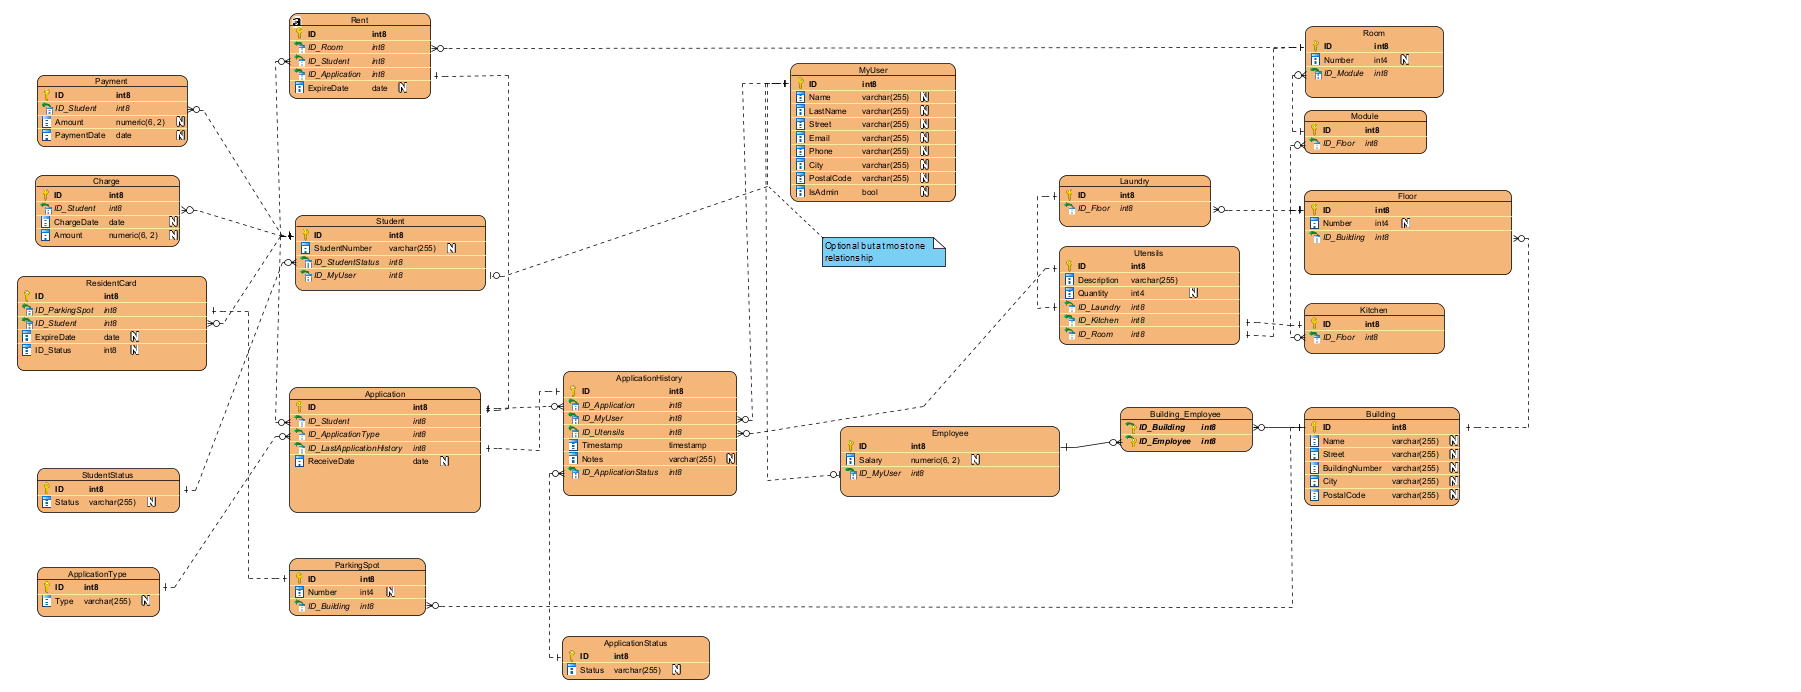 a
Rent
ID int8
ID_Room int8
ID_Student int8
ID_Application int8
ExpireDate date N
Payment
ID int8
ID_Student int8
Amount numeric(6, 2) N
PaymentDate date N
Charge
ID int8
ID_Student int8
ChargeDate date N
Amount numeric(6, 2) N
Student
ID int8
StudentNumber varchar(255) N
ID_StudentStatus int8
ID_MyUser int8
ResidentCard
ID int8
ID_ParkingSpot int8
ID_Student int8
ExpireDate date N
ID_Status int8 N
Application
ID int8
ID_Student int8
ID_ApplicationType int8
ID_LastApplicationHistory int8
ReceiveDate date N
StudentStatus
ID int8
Status varchar(255) N
ApplicationType
ID int8
Type varchar(255) N
ParkingSpot
ID int8
Number int4 N
ID_Building int8
ApplicationHistory
ID int8
ID_Application int8
ID_MyUser int8
ID_Utensils int8
Timestamp timestamp
Notes varchar(255) N
ID_ApplicationStatus int8
ApplicationStatus
ID int8
Status varchar(255) N
MyUser
ID int8
Name varchar(255) N
LastName varchar(255) N
Street varchar(255) N
Email varchar(255) N
Phone varchar(255) N
City varchar(255) N
PostalCode varchar(255) N
IsAdmin bool N
Optional but at most one
relationship
Employee
ID int8
Salary numeric(6, 2) N
ID_MyUser int8
Laundry
ID int8
ID_Floor int8
Utensils
ID int8
Description varchar(255)
Quantity int4 N
ID_Laundry int8
ID_Kitchen int8
ID_Room int8
Building_Employee
ID_Building int8
ID_Employee int8
Room
ID int8
Number int4 N
ID_Module int8
Module
ID int8
ID_Floor int8
Floor
ID int8
Number int4 N
ID_Building int8
Kitchen
ID int8
ID_Floor int8
Building
ID int8
Name varchar(255) N
Street varchar(255) N
BuildingNumber varchar(255) N
City varchar(255) N
PostalCode varchar(255) N